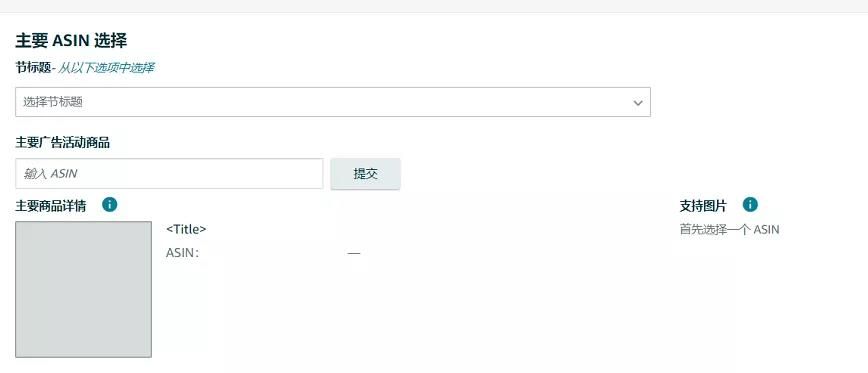 主要 ASIN 选择
节标题- 从以下选项中选择
选择节标题
主要广告活动商品
输入 ASIN
提交
主要商品详情
支持图片
<Title>
首先选择一个 ASIN
ASIN:
—